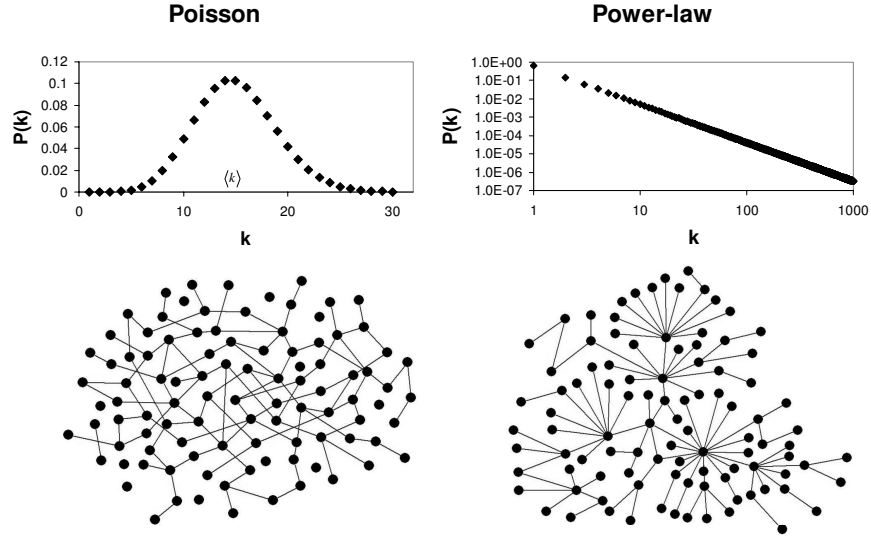 Poisson
Power-law
P(k)
0.12
0.1
0.08
0.06
0.04
0.02
0
⟨k⟩
0
10
20
30
k
P(k)
1.0E+00
1.0E-01
1.0E-02
1.0E-03
1.0E-04
1.0E-05
1.0E-06
1.0E-07
1
10
100
1000
k